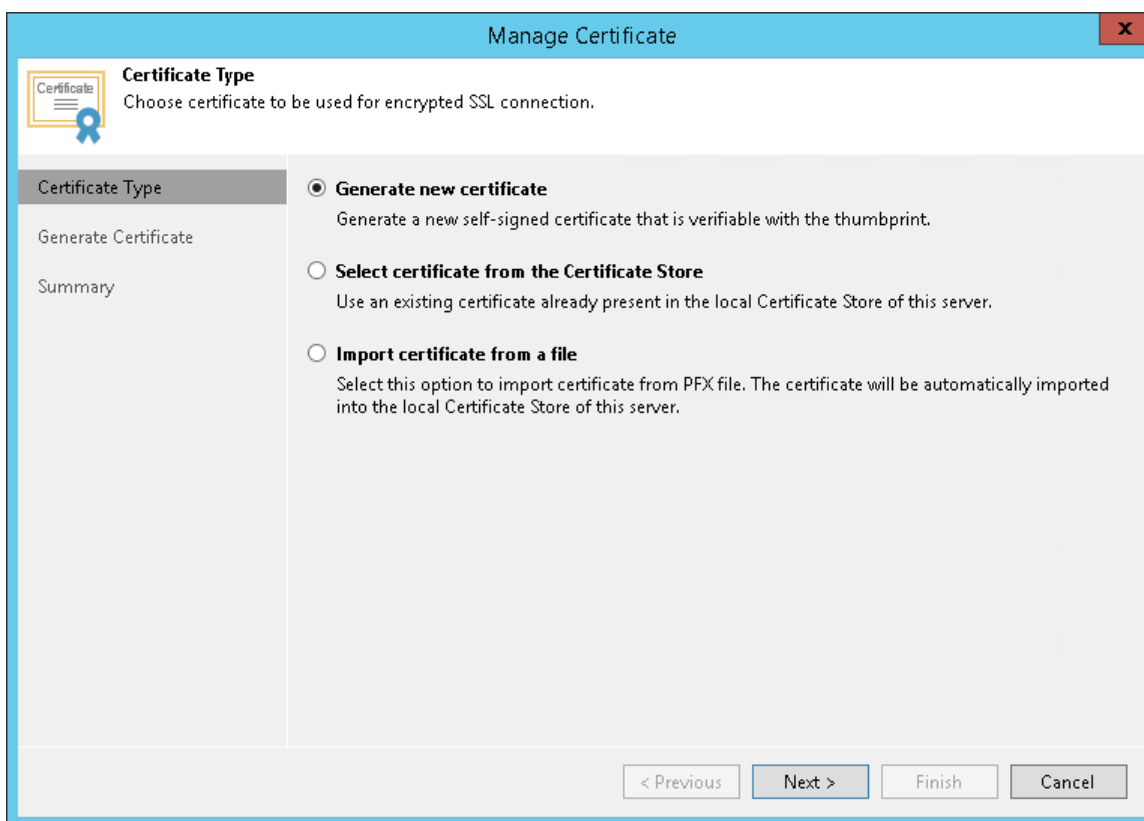 Manage Certificate
x
Certificate
Certificate Type
Choose certificate to be used for encrypted SSL connection.
Certificate Type
Generate Certificate
Summary
Generate new certificate
Generate a new self-signed certificate that is verifiable with the thumbprint.
Select certificate from the Certificate Store
Use an existing certificate already present in the local Certificate Store of this server.
Import certificate from a file
Select this option to import certificate from PFX file. The certificate will be automatically imported
into the local Certificate Store of this server.
< Previous
Next >
Finish
Cancel